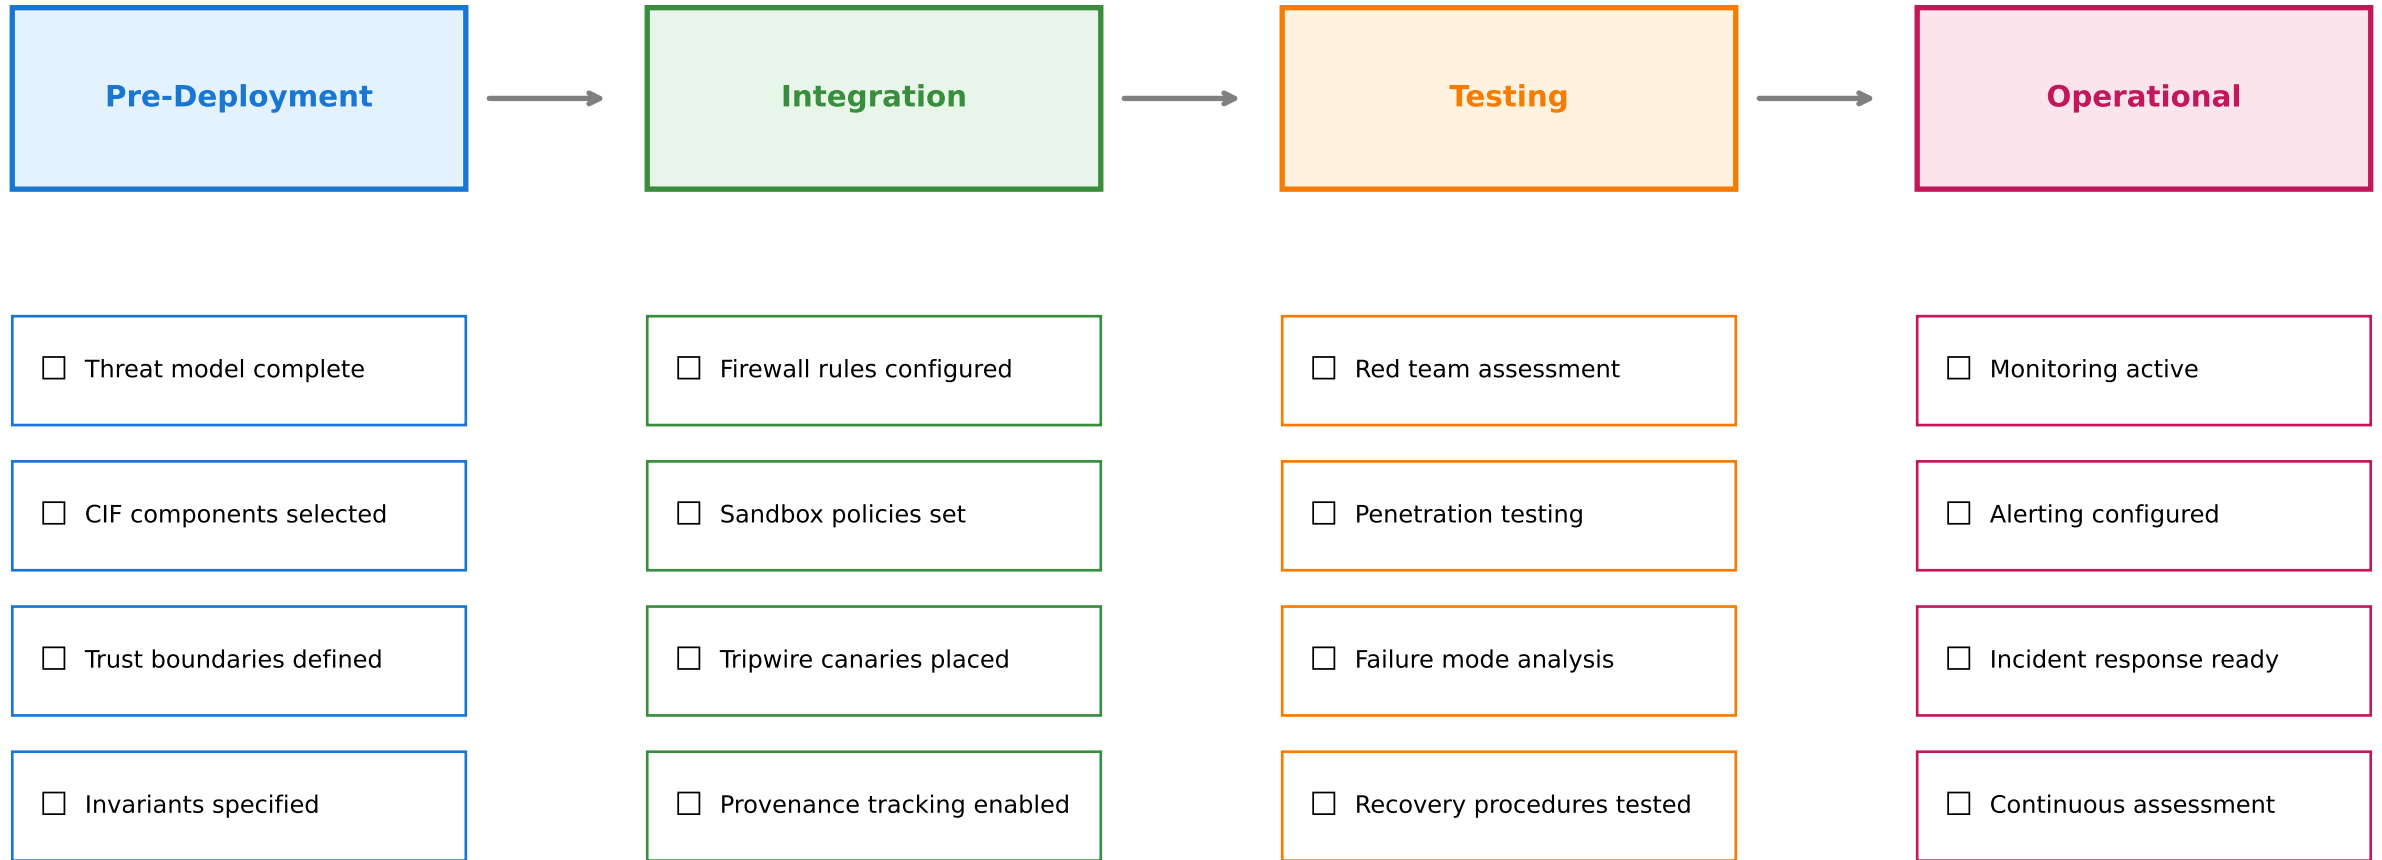 Pre-Deployment
Integration
Testing
Operational
☐ Threat model complete
☐ Firewall rules configured
☐ Red team assessment
☐ Monitoring active
☐ CIF components selected
☐ Sandbox policies set
☐ Penetration testing
☐ Alerting configured
☐ Trust boundaries defined
☐ Tripwire canaries placed
☐ Failure mode analysis
☐ Incident response ready
☐ Invariants specified
☐ Provenance tracking enabled
☐ Recovery procedures tested
☐ Continuous assessment